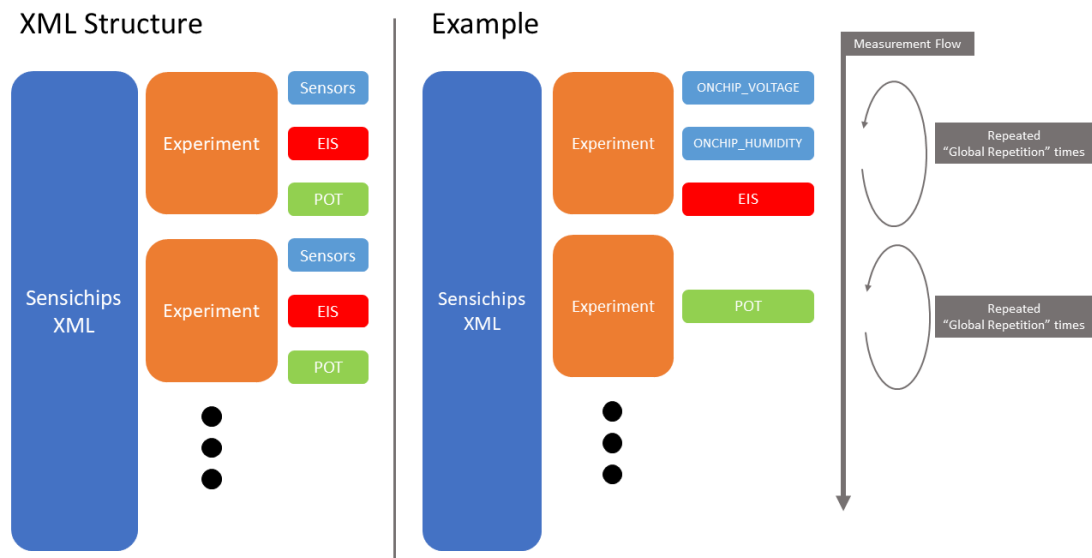 XML Structure
Sensichips
XML
Experiment
Sensors
EIS
POT
Experiment
Sensors
EIS
POT
Example
Sensichips
XML
Experiment
ONCHIP_VOLTAGE
ONCHIP_HUMIDITY
EIS
Experiment
POT
Measurement Flow
Repeated
“Global Repetition” times
Repeated
“Global Repetition” times